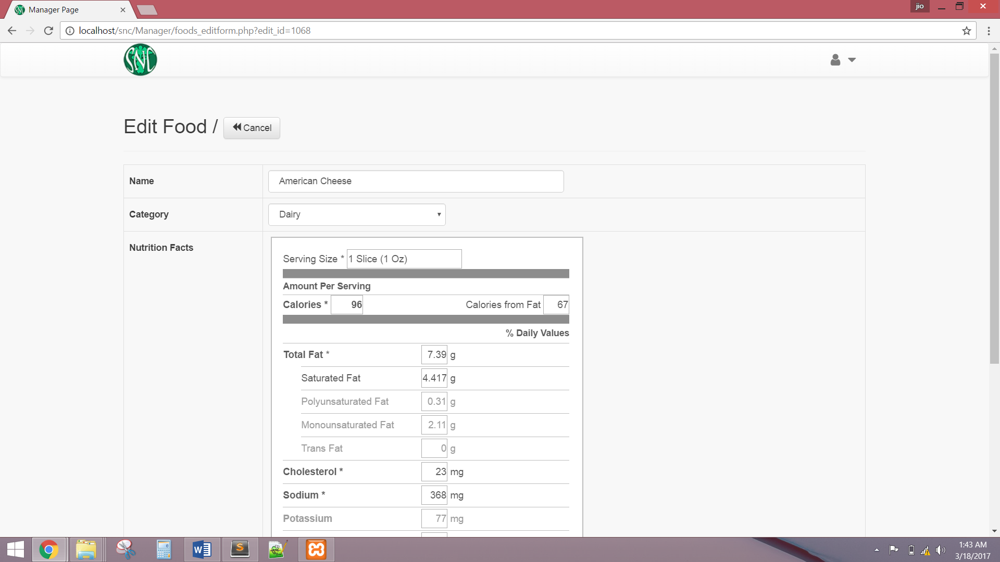 Manager Page
jio
localhost/snc/Manager/foods_editform.php?edit_id=1068
SNC
Edit Food / Cancel
Name American Cheese
Category Dairy
Nutrition Facts
Serving Size * 1 Slice (1 Oz)
Amount Per Serving
Calories * 96 Calories from Fat 67
% Daily Values
Total Fat * 7.39 g
Saturated Fat 4.417 g
Polyunsaturated Fat 0.31 g
Monounsaturated Fat 2.11 g
Trans Fat 0 g
Cholesterol * 23 mg
Sodium * 368 mg
Potassium 77 mg
1:43 AM
3/18/2017